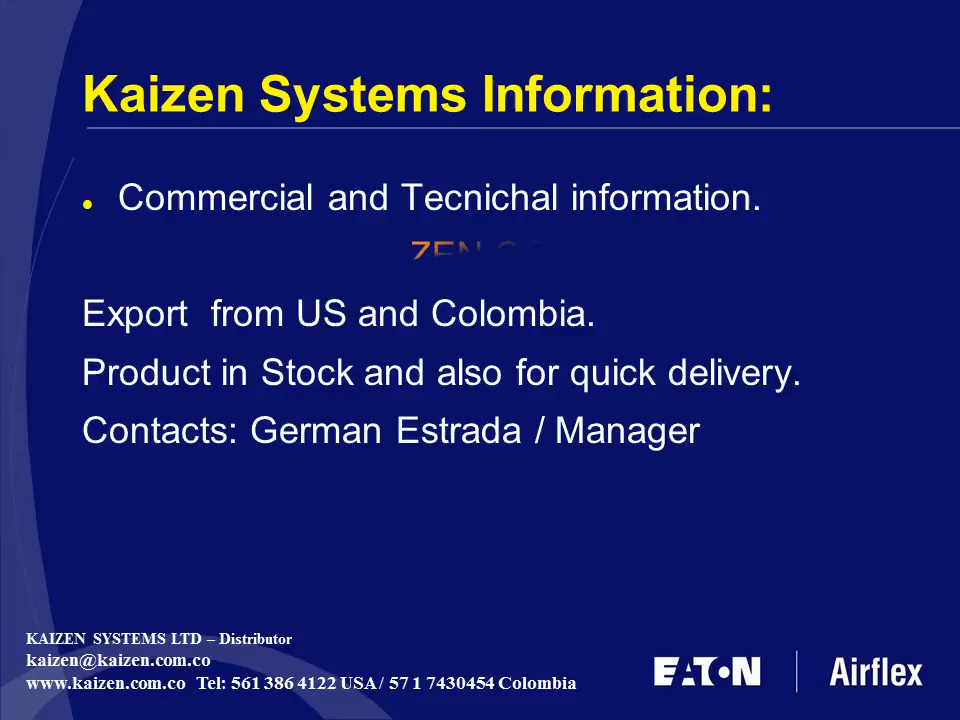 Kaizen Systems Information:
Commercial and Tecnichal information.
Export from US and Colombia.
Product in Stock and also for quick delivery.
Contacts: German Estrada / Manager
KAIZEN SYSTEMS LTD – Distributor
kaizen@kaizen.com.co
www.kaizen.com.co Tel: 561 386 4122 USA / 57 1 7430454 Colombia
EATON | Airflex